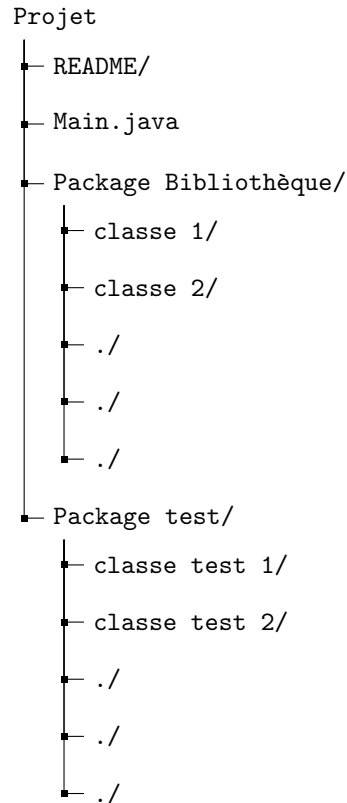 Projet
README/
Main.java
Package Bibliothèque/
classe 1/
classe 2/
./
./
./
Package test/
classe test 1/
classe test 2/
./
./
./